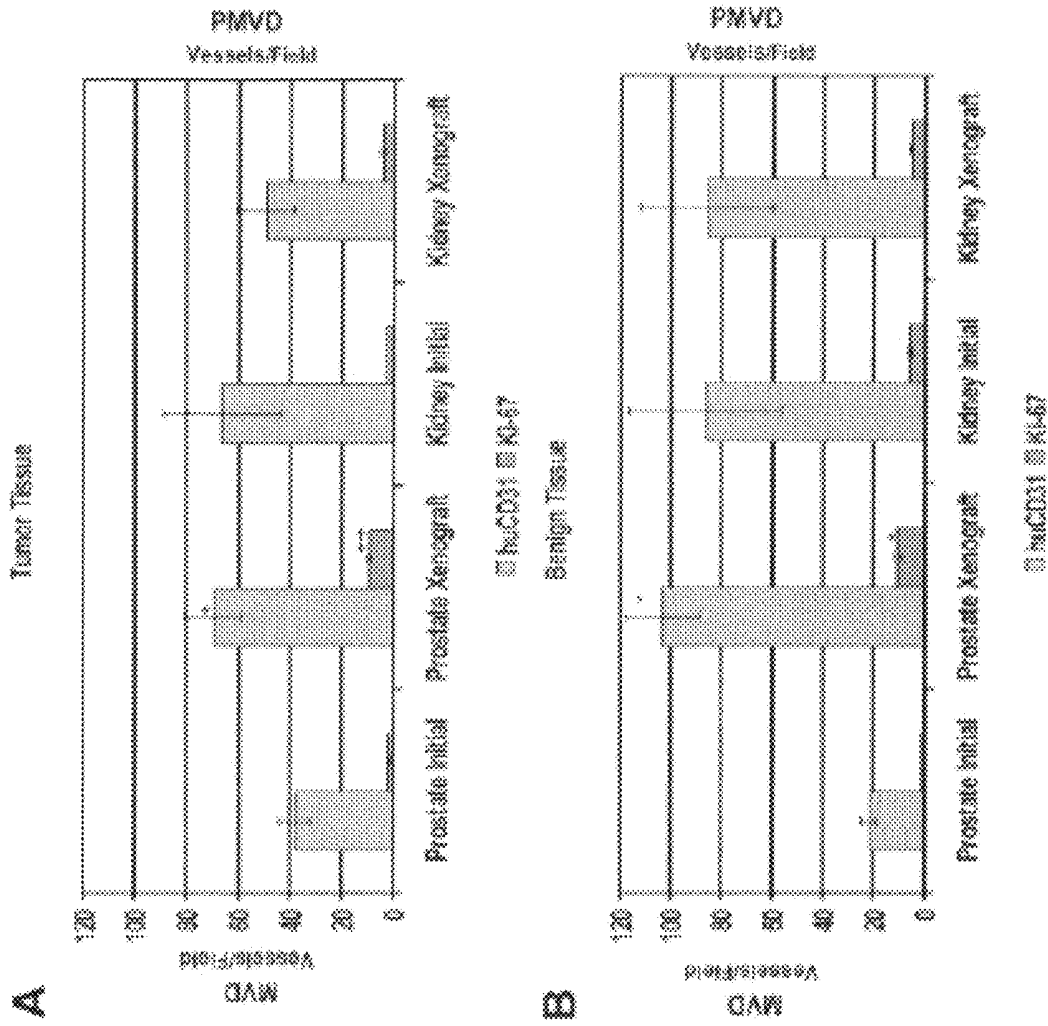 A
Tumor Tissue
MVD
Vessels/Field
PMVD
Vessels/Field
120
100
80
60
40
20
0
Prostate Initial
Prostate Xenograft
Kidney Initial
Kidney Xenograft
*
**
huCD31
Ki-67
B
Benign Tissue
MVD
Vessels/Field
PMVD
Vessels/Field
120
100
80
60
40
20
0
Prostate Initial
Prostate Xenograft
Kidney Initial
Kidney Xenograft
*
*
huCD31
Ki-67